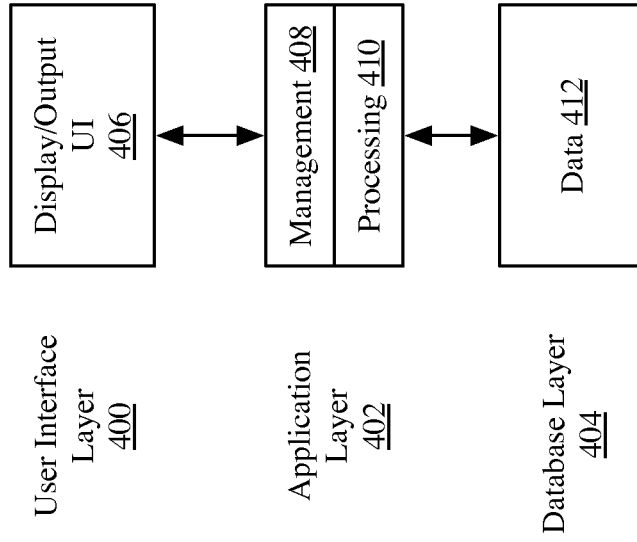 User Interface
Layer
400
Display/Output
UI
406
Application
Layer
402
Management 408
Processing 410
Database Layer
404
Data 412